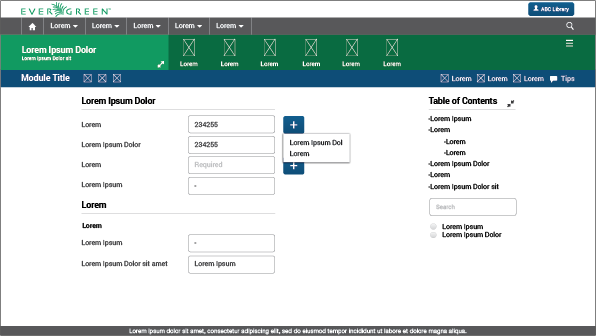 EVERGREEN
ABC Library
Lorem Lorem Lorem Lorem Lorem
Lorem Ipsum Dolor
Lorem Ipsum Dolor sit
Lorem Lorem Lorem Lorem Lorem Lorem
Module Title
Lorem Lorem Lorem Tips
Lorem Ipsum Dolor
Lorem 234255
Lorem Ipsum Dolor 234255
Lorem Ipsum Dol
Lorem
Lorem Required
Lorem Ipsum -
Lorem
Lorem
Lorem Ipsum -
Lorem Ipsum Dolor sit amet Lorem Ipsum
Table of Contents
-Lorem Ipsum
-Lorem
-Lorem
-Lorem
-Lorem Ipsum Dolor
-Lorem
-Lorem Ipsum Dolor sit
Search
Lorem Ipsum
Lorem Ipsum Dolor
Lorem ipsum dolor sit amet, consectetur adipiscing elit, sed do eiusmod tempor incididunt ut labore et dolore magna aliqua.